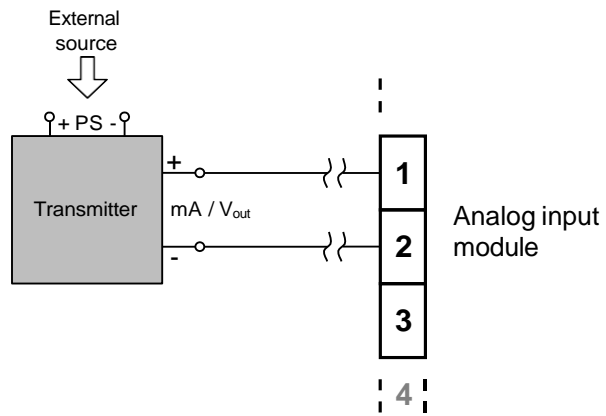 External
source
+ PS -
+
Transmitter
mA / Vout
-
1
2
3
4
Analog input
module